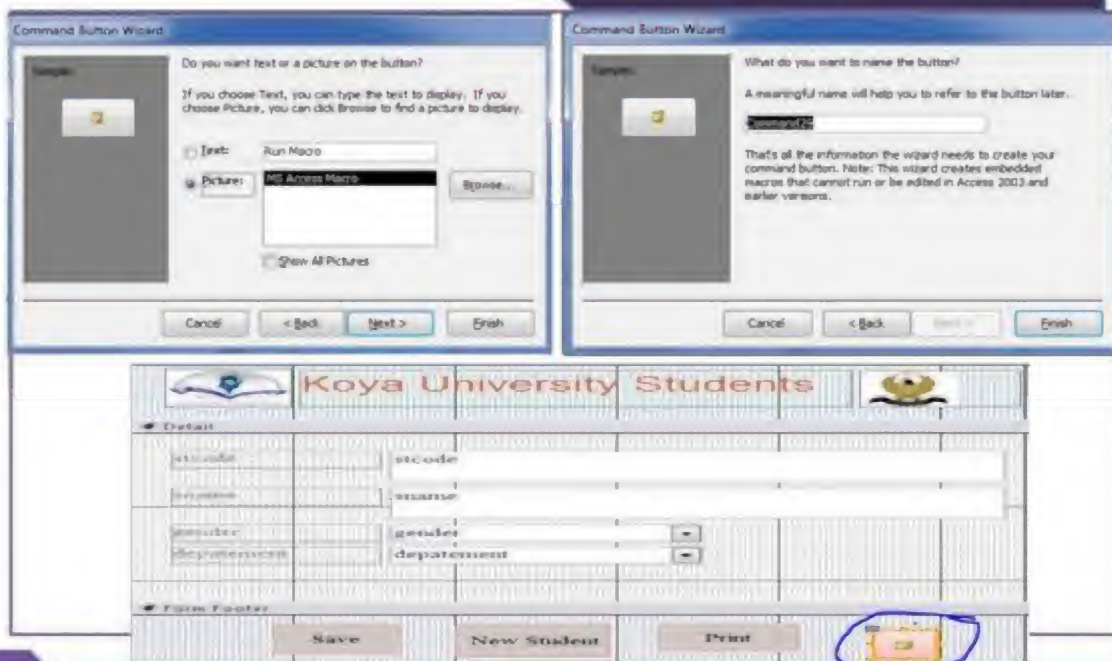 Command Button Wizard
Do you want text or a picture on the button?
If you choose Text, you can type the text to display. If you
choose Picture, you can click Browse to find a picture to display.
Sample:
Text:
Run Macro
Picture:
MS Access Macro
Browse...
Show All Pictures
Cancel
< Back
Next >
Finish
Command Button Wizard
What do you want to name the button?
A meaningful name will help you to refer to the button later.
Sample:
That's all the information the wizard needs to create your
command button. Note: This wizard creates embedded
macros that cannot run or be edited in Access 2003 and
earlier versions.
Cancel
< Back
Next >
Finish
Koya University Students
Detail
stcode stcode
sname sname
gender gender
departement departement
Form Footer
Save New Student Print